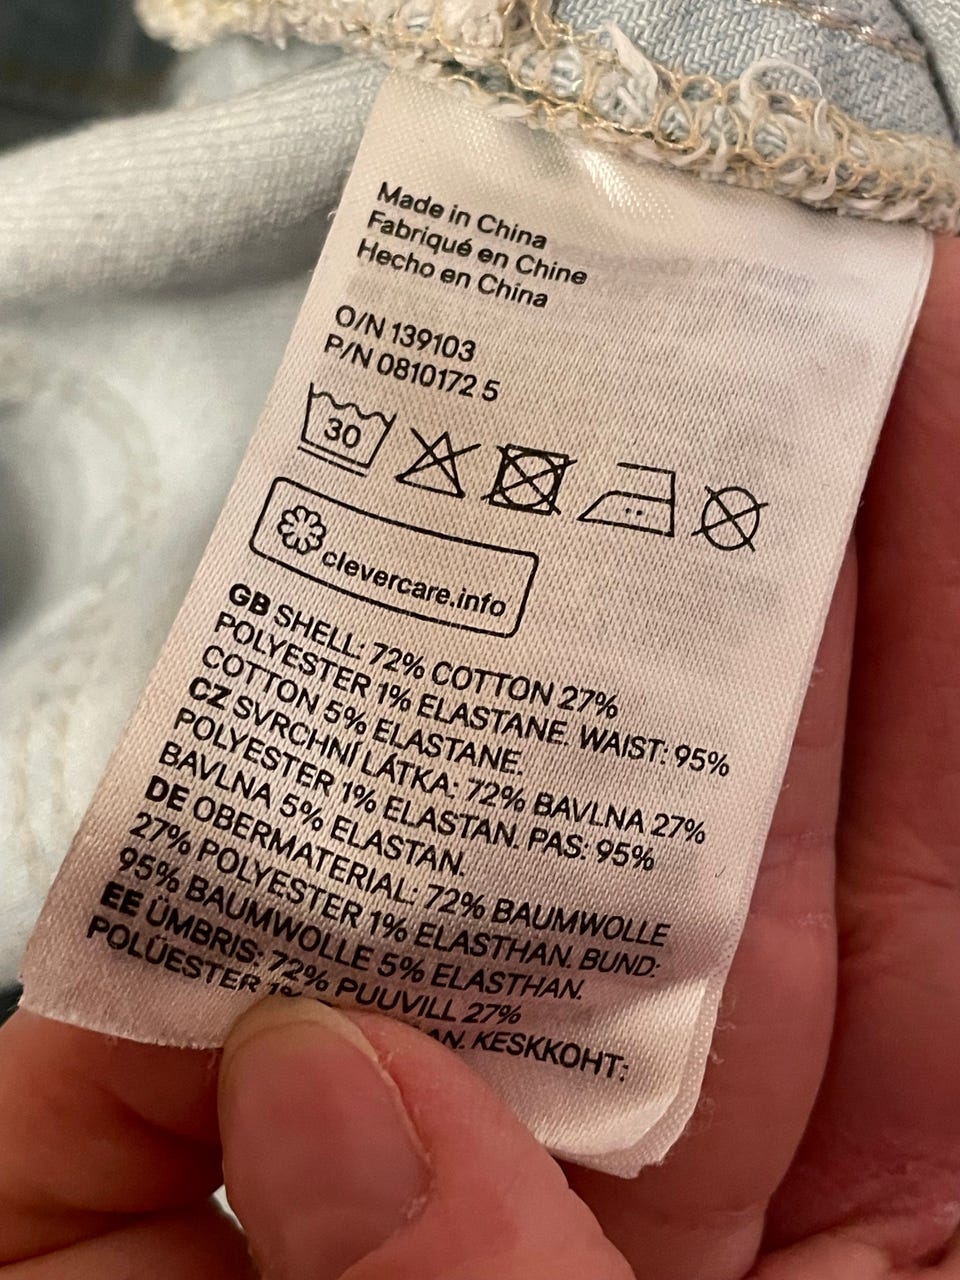 Made in China
Fabriqué en Chine
Hecho en China
O/N 139103
P/N 0810172 5
30
clevercare.info
GB SHELL: 72% COTTON 27%
POLYESTER 1% ELASTANE. WAIST: 95%
COTTON 5% ELASTANE.
CZ SVRCHNÍ LÁTKA: 72% BAVLNA 27%
POLYESTER 1% ELASTAN. PAS: 95%
BAVLNA 5% ELASTAN.
DE OBERMATERIAL: 72% BAUMWOLLE
27% POLYESTER 1% ELASTHAN. BUND:
95% BAUMWOLLE 5% ELASTHAN.
EE ÜMBRIS: 72% PUUVILL 27%
POLÜESTER KESKKOHT: